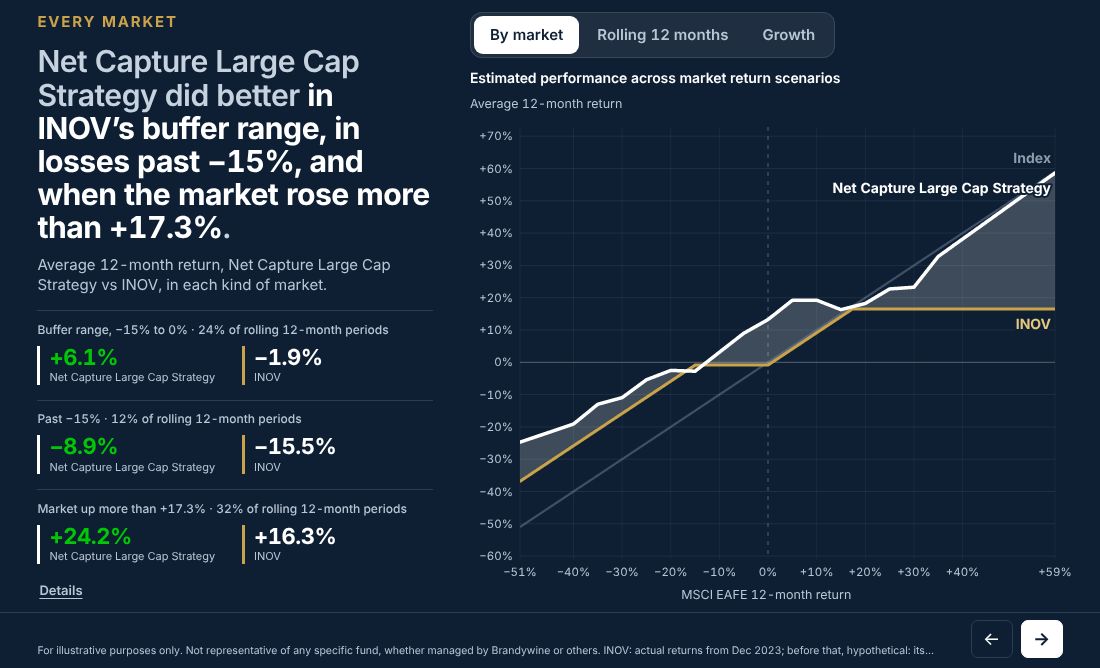 EVERY MARKET
Net Capture Large Cap
Strategy did better in
INOV’s buffer range, in
losses past −15%, and
when the market rose more
than +17.3%.
Average 12-month return, Net Capture Large Cap
Strategy vs INOV, in each kind of market.
Buffer range, −15% to 0% · 24% of rolling 12-month periods
+6.1%
Net Capture Large Cap Strategy
−1.9%
INOV
Past −15% · 12% of rolling 12-month periods
−8.9%
Net Capture Large Cap Strategy
−15.5%
INOV
Market up more than +17.3% · 32% of rolling 12-month periods
+24.2%
Net Capture Large Cap Strategy
+16.3%
INOV
Details
By market Rolling 12 months Growth
Estimated performance across market return scenarios
Average 12-month return
+70%
+60%
+50%
+40%
+30%
+20%
+10%
0%
−10%
−20%
−30%
−40%
−50%
−60%
Index
Net Capture Large Cap Strategy
INOV
−51% −40% −30% −20% −10% 0% +10% +20% +30% +40% +59%
MSCI EAFE 12-month return
For illustrative purposes only. Not representative of any specific fund, whether managed by Brandywine or others. INOV: actual returns from Dec 2023; before that, hypothetical: its...
← →